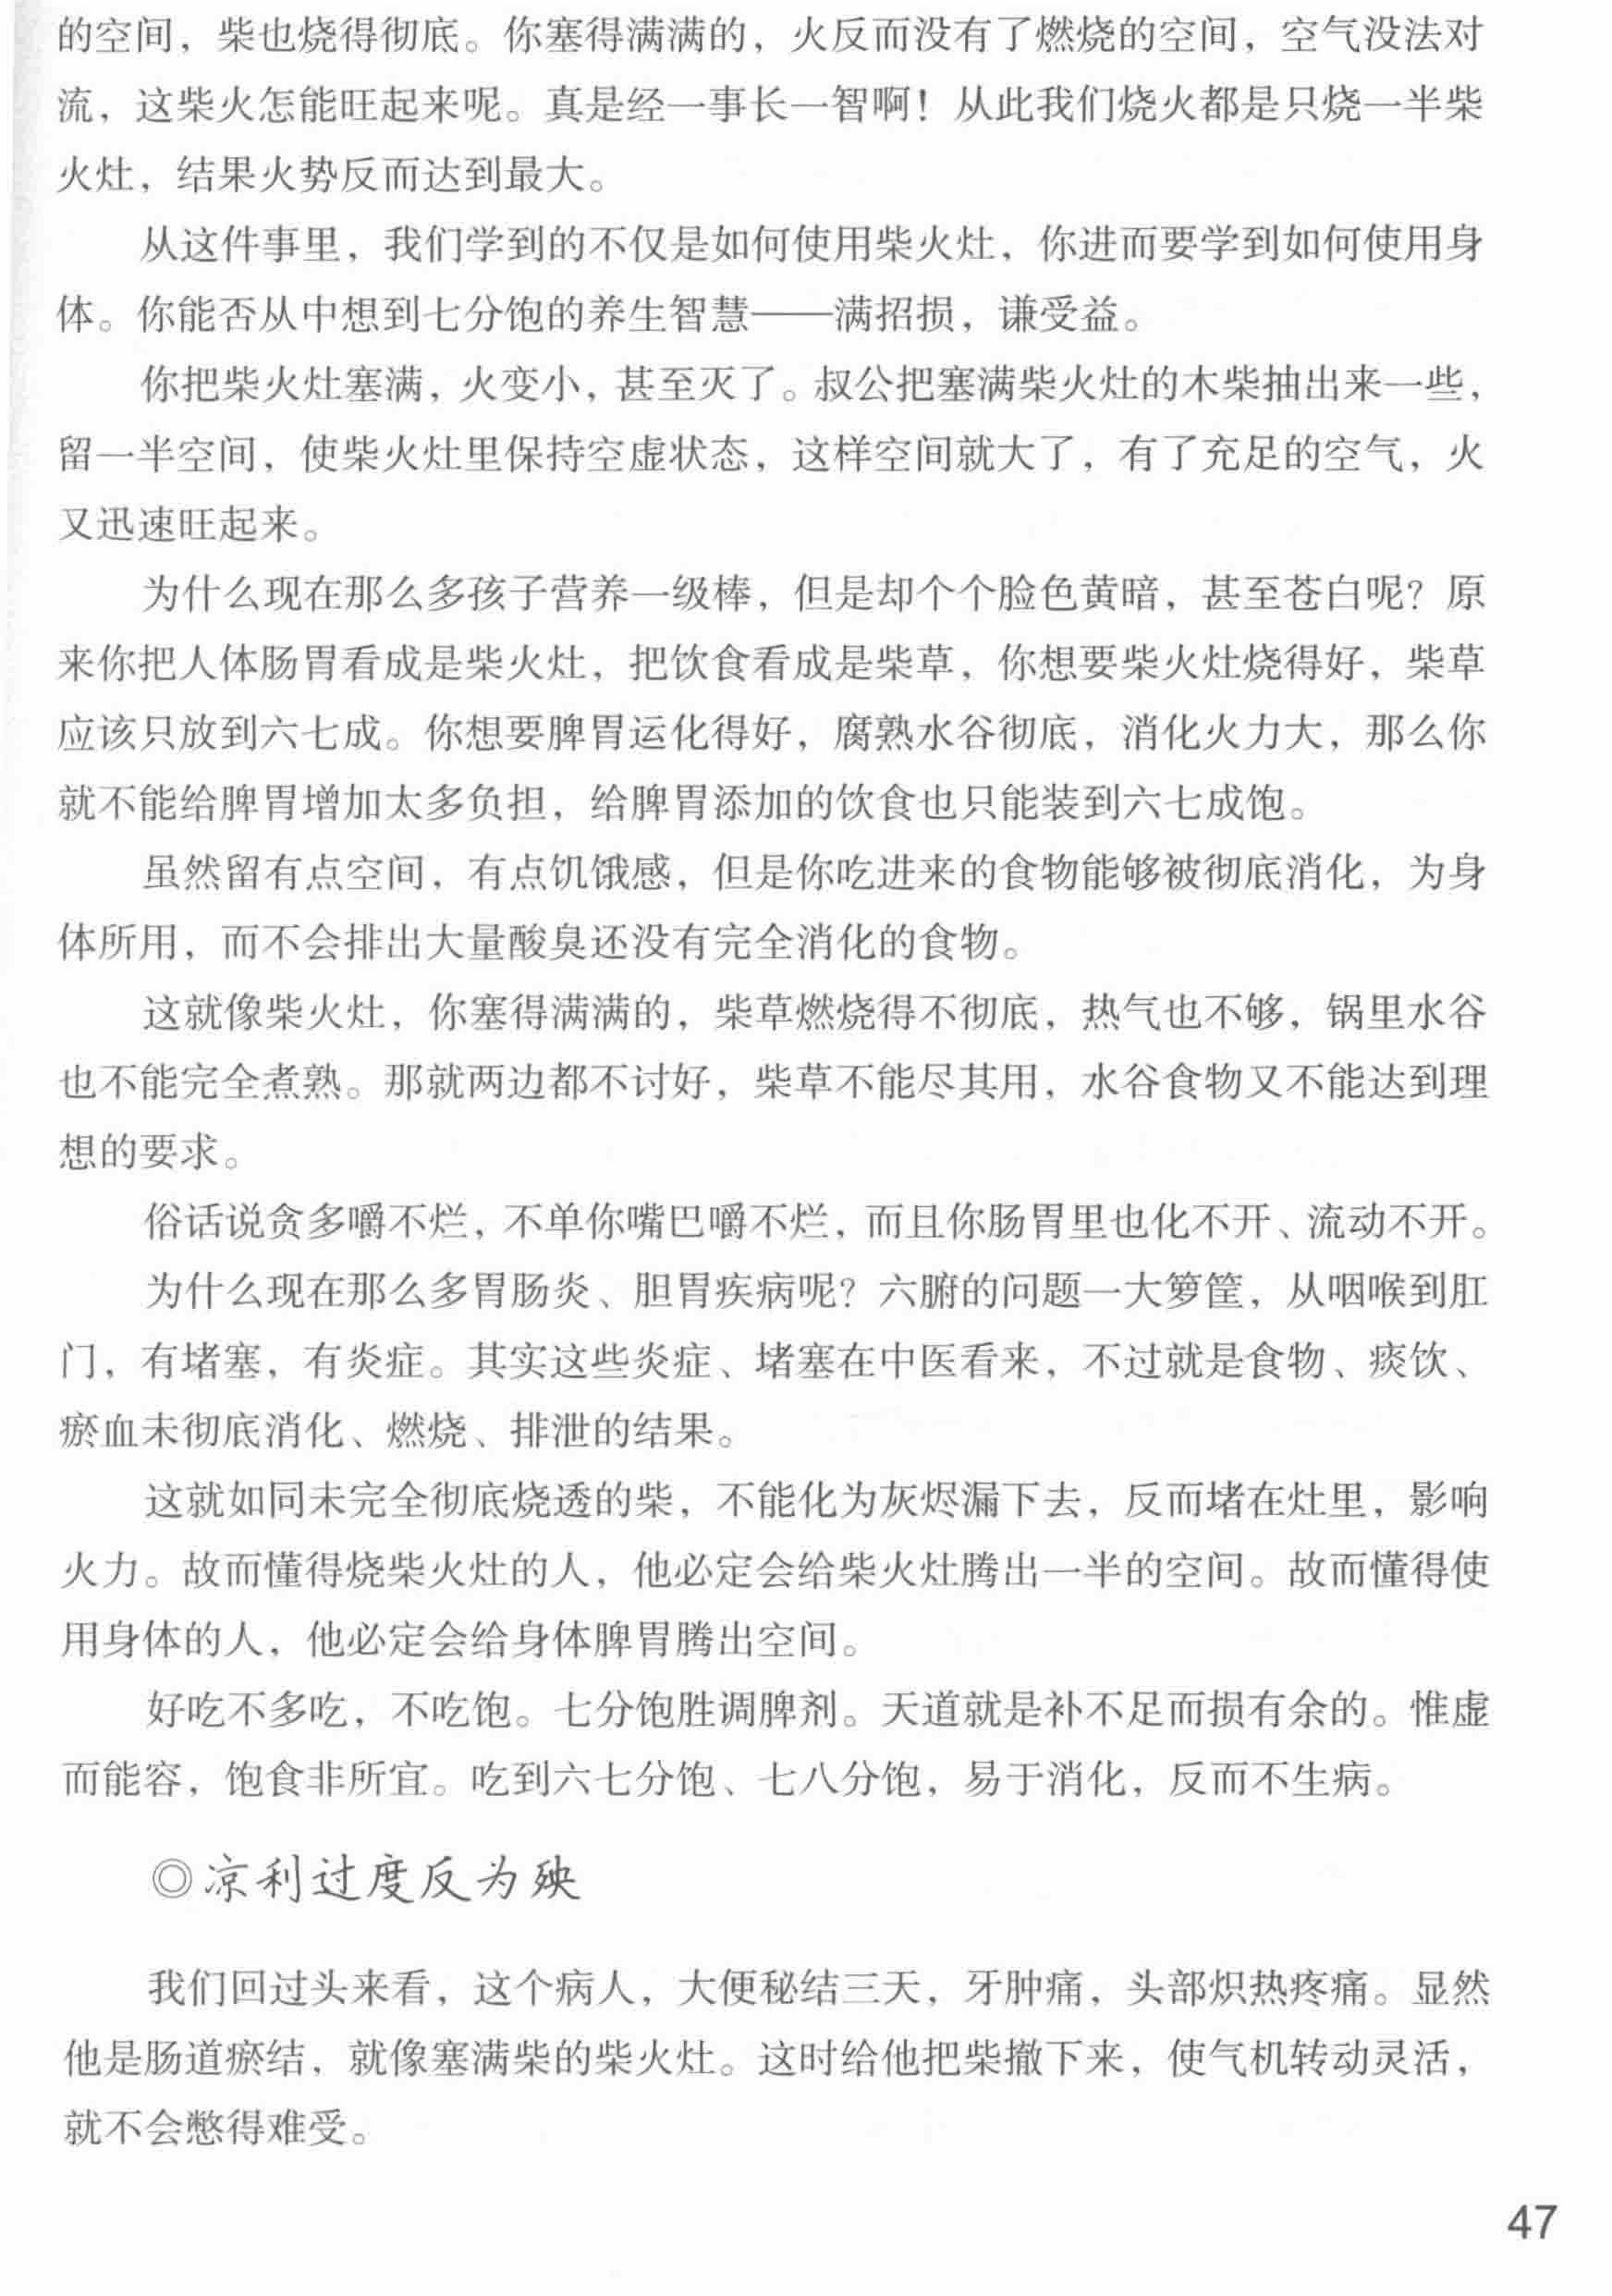 的空间，柴也烧得彻底。你塞得满满的，火反而没有了燃烧的空间，空气没法对
流，这柴火怎能旺起来呢。真是经一事长一智啊！从此我们烧火都是只烧一半柴
火灶，结果火势反而达到最大。
从这件事里，我们学到的不仅是如何使用柴火灶，你进而要学到如何使用身
体。你能否从中想到七分饱的养生智慧——满招损，谦受益。
你把柴火灶塞满，火变小，甚至灭了。叔公把塞满柴火灶的木柴抽出来一些，
留一半空间，使柴火灶里保持空虚状态，这样空间就大了，有了充足的空气，火
又迅速旺起来。
为什么现在那么多孩子营养一级棒，但是却个个脸色黄暗，甚至苍白呢？原
来你把人体肠胃看成是柴火灶，把饮食看成是柴草，你想要柴火灶烧得好，柴草
应该只放到六七成。你想要脾胃运化得好，腐熟水谷彻底，消化火力大，那么你
就不能给脾胃增加太多负担，给脾胃添加的饮食也只能装到六七成饱。
虽然留有点空间，有点饥饿感，但是你吃进来的食物能够被彻底消化，为身
体所用，而不会排出大量酸臭还没有完全消化的食物。
这就像柴火灶，你塞得满满的，柴草燃烧得不彻底，热气也不够，锅里水谷
也不能完全煮熟。那就两边都不讨好，柴草不能尽其用，水谷食物又不能达到理
想的要求。
俗话说贪多嚼不烂，不单你嘴巴嚼不烂，而且你肠胃里也化不开、流动不开。
为什么现在那么多胃肠炎、胆胃疾病呢？六腑的问题一大箩筐，从咽喉到肛
门，有堵塞，有炎症。其实这些炎症、堵塞在中医看来，不过就是食物、痰饮、
瘀血未彻底消化、燃烧、排泄的结果。
这就如同未完全彻底烧透的柴，不能化为灰烬漏下去，反而堵在灶里，影响
火力。故而懂得烧柴火灶的人，他必定会给柴火灶腾出一半的空间。故而懂得使
用身体的人，他必定会给身体脾胃腾出空间。
好吃不多吃，不吃饱。七分饱胜调脾剂。天道就是补不足而损有余的。惟虚
而能容，饱食非所宜。吃到六七分饱、七八分饱，易于消化，反而不生病。
◎凉利过度反为殃
我们回过头来看，这个病人，大便秘结三天，牙肿痛，头部炽热疼痛。显然
他是肠道瘀结，就像塞满柴的柴火灶。这时给他把柴撤下来，使气机转动灵活，
就不会憋得难受。
47